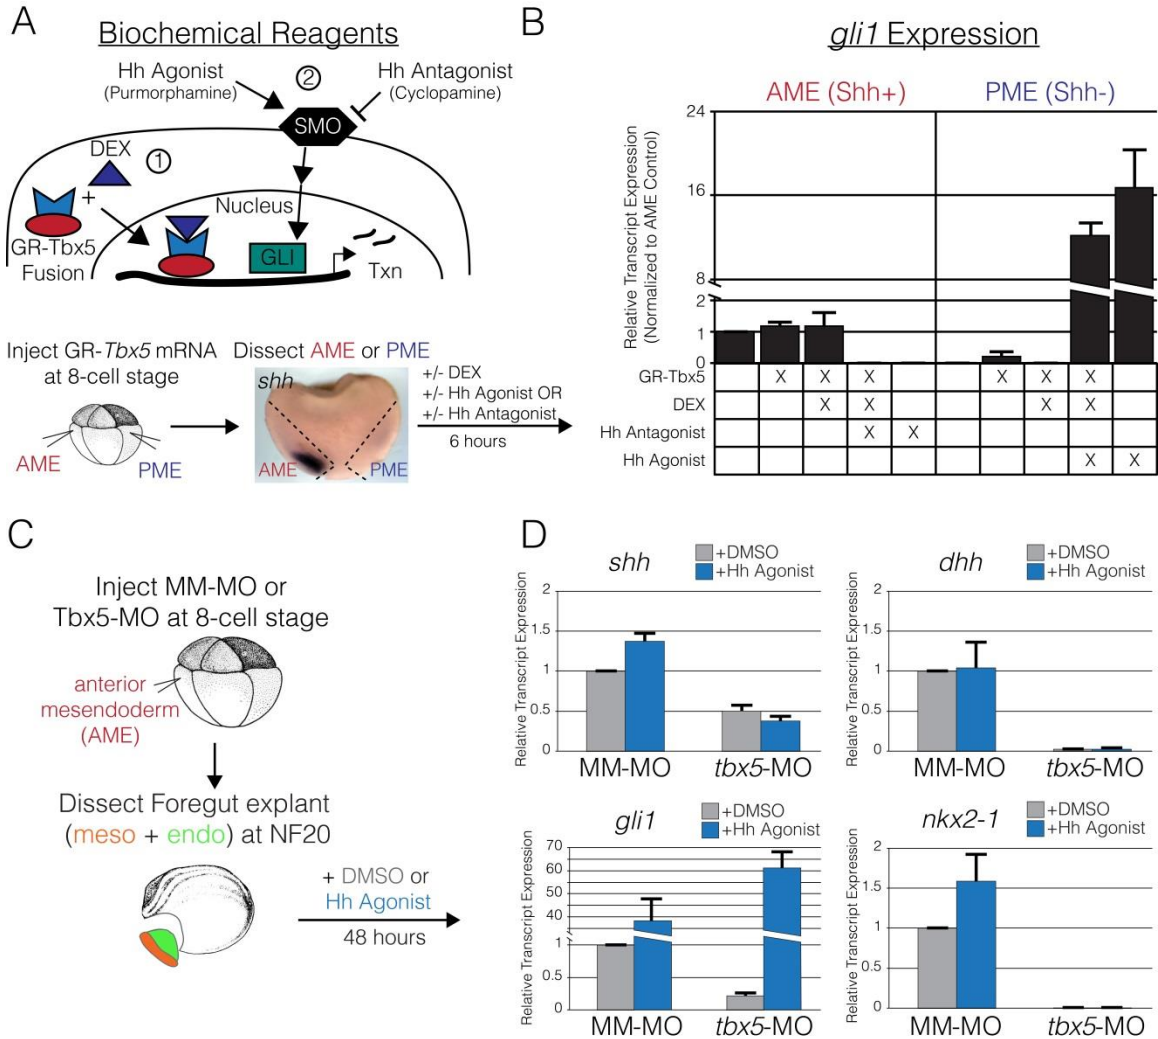 A
Biochemical Reagents
Hh Agonist
(Purmorphamine)
2
Hh Antagonist
(Cyclopamine)
SMO
DEX
1
+
Nucleus
GR-Tbx5
Fusion
GLI
Txn
Inject GR-Tbx5 mRNA
at 8-cell stage
AME
PME
Dissect AME or PME
shh
AME
PME
+/- DEX
+/- Hh Agonist OR
+/- Hh Antagonist
6 hours
B
gli1 Expression
AME (Shh+)
PME (Shh-)
Relative Transcript Expression
(Normalized to AME Control)
24
16
8
2
1
0
GR-Tbx5 X X X X X X
DEX X X X X
Hh Antagonist X X
Hh Agonist X X
C
Inject MM-MO or
Tbx5-MO at 8-cell stage
anterior
mesendoderm
(AME)
Dissect Foregut explant
(meso + endo) at NF20
+ DMSO or
Hh Agonist
48 hours
D
shh
+DMSO
+Hh Agonist
Relative Transcript Expression
2
1.5
1
0.5
0
MM-MO
tbx5-MO
dhh
+DMSO
+Hh Agonist
Relative Transcript Expression
2
1.5
1
0.5
0
MM-MO
tbx5-MO
gli1
+DMSO
+Hh Agonist
Relative Transcript Expression
70
60
50
40
30
1
0.5
0
MM-MO
tbx5-MO
nkx2-1
+DMSO
+Hh Agonist
Relative Transcript Expression
2
1.5
1
0.5
0
MM-MO
tbx5-MO